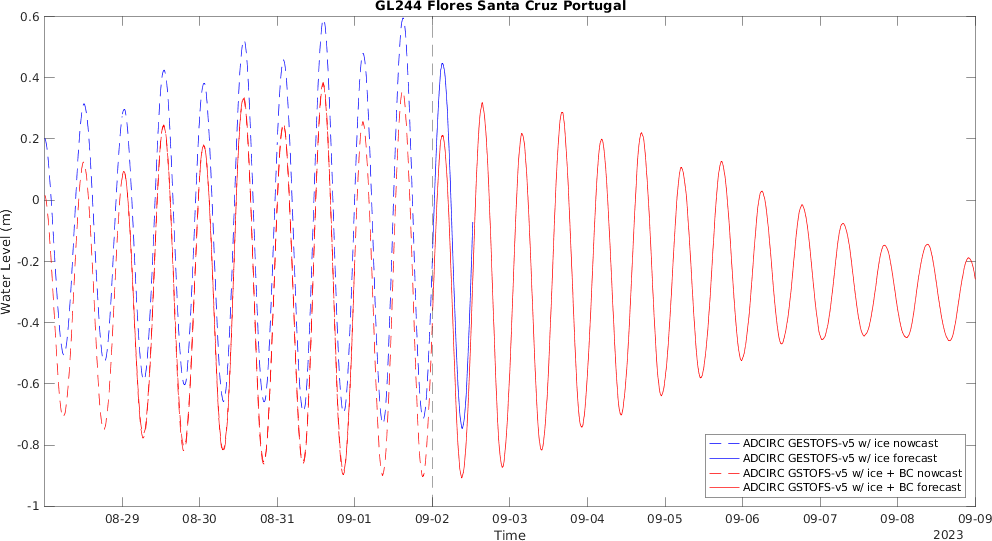 GL244 Flores Santa Cruz Portugal
0.6
0.4
0.2
0
-0.2
-0.4
-0.6
-0.8
-1
Water Level (m)
ADCIRC GESTOFS-v5 w/ ice nowcast
ADCIRC GESTOFS-v5 w/ ice forecast
ADCIRC GSTOFS-v5 w/ ice + BC nowcast
ADCIRC GSTOFS-v5 w/ ice + BC forecast
08-29 08-30 08-31 09-01 09-02 09-03 09-04 09-05 09-06 09-07 09-08 09-09
Time
2023